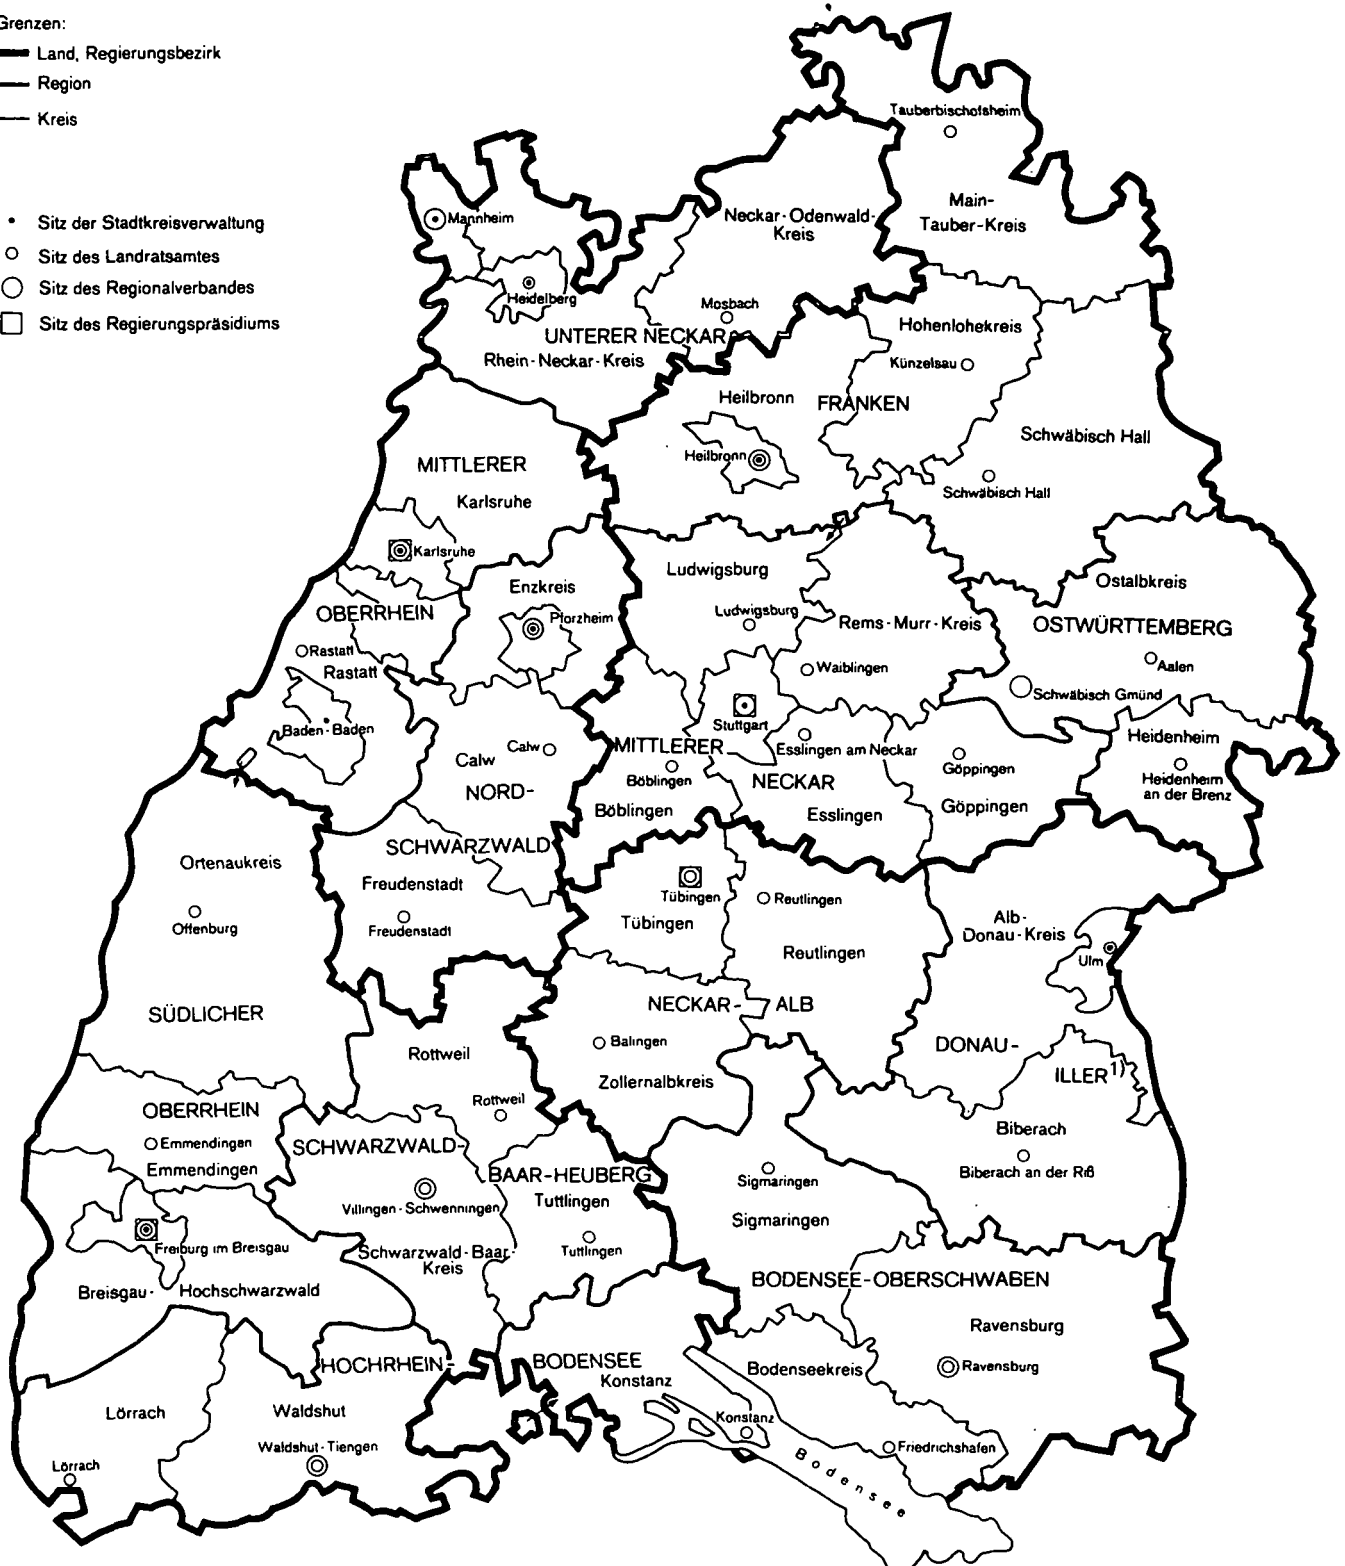 Grenzen:
Land, Regierungsbezirk
Region
Kreis
Sitz der Stadtkreisverwaltung
Sitz des Landratsamtes
Sitz des Regionalverbandes
Sitz des Regierungspräsidiums
Tauberbischofsheim
Main-
Tauber-Kreis
Mannheim
Neckar-Odenwald-
Kreis
Heidelberg
Mosbach
UNTERER NECKAR
Rhein-Neckar-Kreis
Hohenlohekreis
Künzelsau
Heilbronn
FRANKEN
Heilbronn
Schwäbisch Hall
Schwäbisch Hall
MITTLERER
Karlsruhe
Karlsruhe
OBERRHEIN
Enzkreis
Pforzheim
Rastatt
Rastatt
Baden-Baden
Ludwigsburg
Ludwigsburg
Rems-Murr-Kreis
Waiblingen
Ostalbkreis
OSTWÜRTTEMBERG
Aalen
Schwäbisch Gmünd
Stuttgart
MITTLERER
Böblingen
Böblingen
Esslingen am Neckar
NECKAR
Esslingen
Göppingen
Göppingen
Heidenheim
Heidenheim
an der Brenz
Calw
Calw
NORD-
SCHWARZWALD
Freudenstadt
Freudenstadt
Ortenaukreis
Offenburg
SÜDLICHER
Tübingen
Tübingen
Reutlingen
Reutlingen
Alb-
Donau-Kreis
Ulm
NECKAR-ALB
Balingen
Zollernalbkreis
DONAU-
ILLER1)
Rottweil
Rottweil
OBERRHEIN
Emmendingen
Emmendingen
SCHWARZWALD-
BAAR-HEUBERG
Villingen-Schwenningen
Schwarzwald-Baar-
Kreis
Tuttlingen
Tuttlingen
Sigmaringen
Sigmaringen
Biberach
Biberach an der Riß
Freiburg im Breisgau
Breisgau-Hochschwarzwald
BODENSEE-OBERSCHWABEN
Ravensburg
Ravensburg
Bodenseekreis
Friedrichshafen
HOCHRHEIN-
BODENSEE
Konstanz
Konstanz
Bodensee
Lörrach
Lörrach
Waldshut
Waldshut-Tiengen